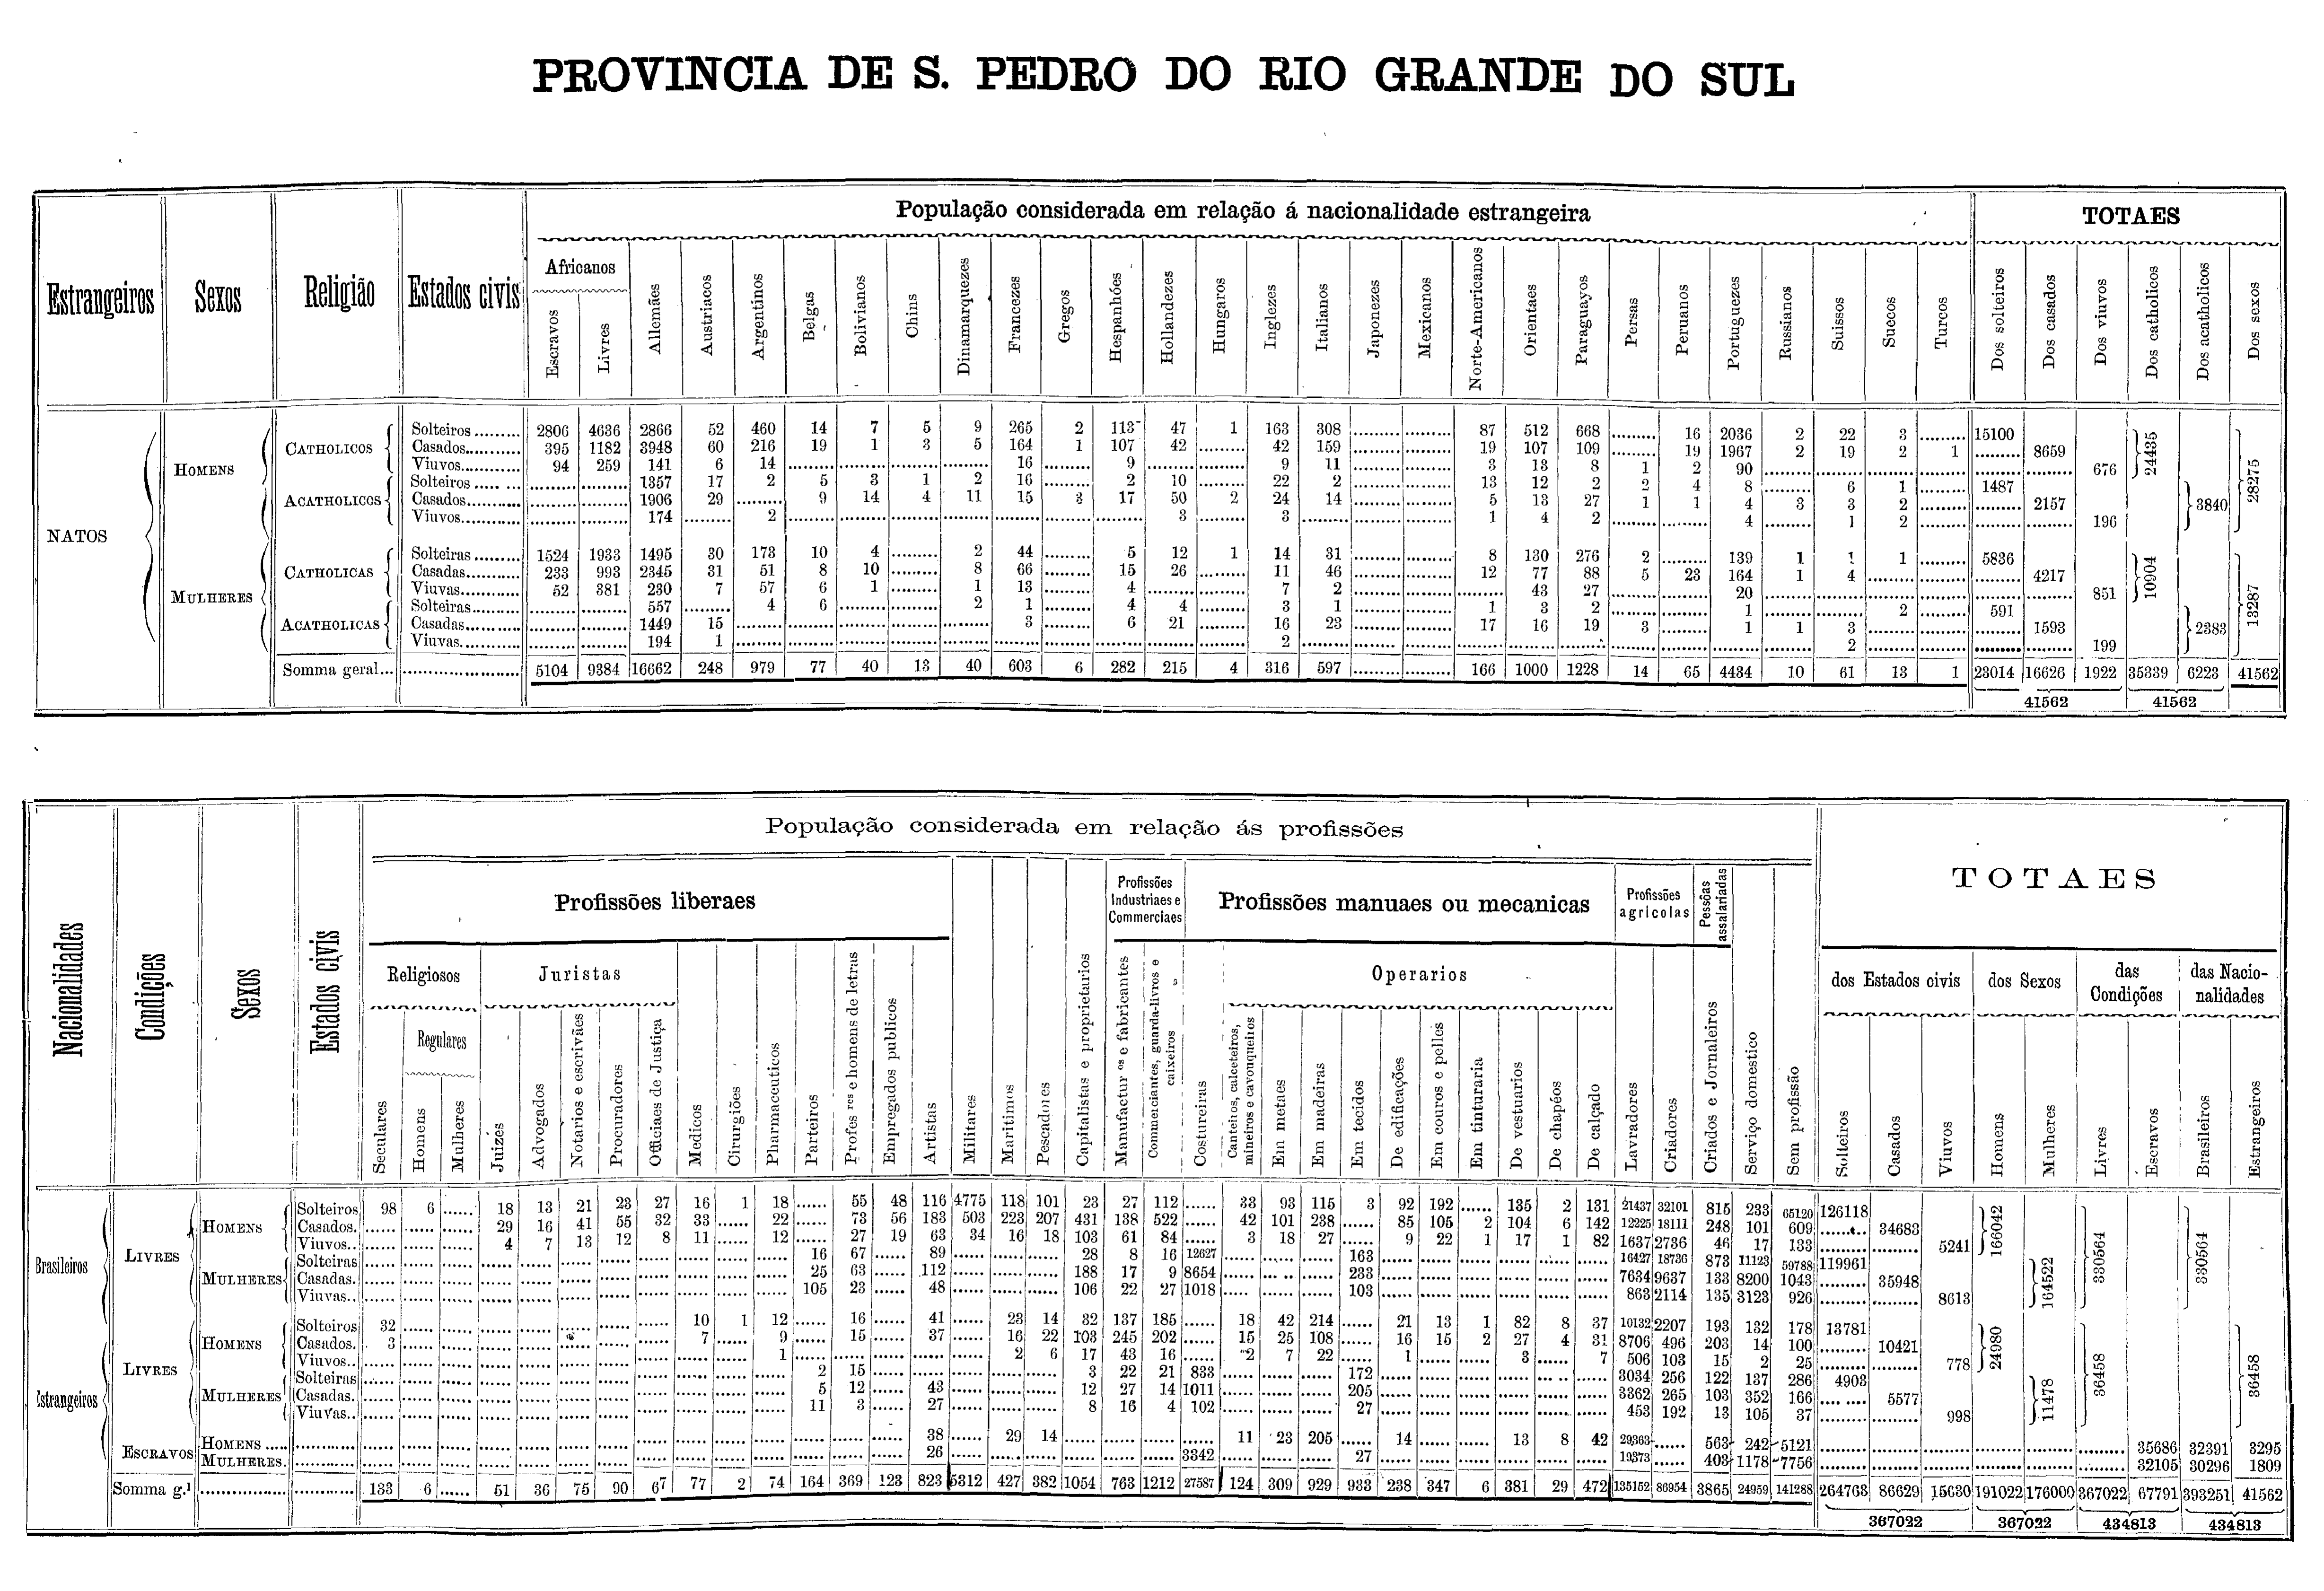 PROVINCIA DE S. PEDRO DO RIO GRANDE DO SUL
População considerada em relação á nacionalidade estrangeira
TOTAES
Estrangeiros Sexos Religião Estados civis Africanos Escravos Livres Allemães Austriacos Argentinos Belgas Bolivianos Chins Dinamarquezes Francezes Gregos Hespanhóes Hollandezes Hungaros Inglezes Italianos Japonezes Mexicanos Norte-Americanos Orientaes Paraguayos Persas Peruanos Portuguezes Russianos Suissos Suecos Turcos Dos solteiros Dos casados Dos viuvos Dos catholicos Dos acatholicos Dos sexos
NATOS
HOMENS
CATHOLICOS
Solteiros ......... 2806 4636 2866 52 460 14 7 5 9 265 2 113 47 1 163 308 ......... ......... 87 512 668 ......... 16 2036 2 22 3 ......... 15100
Casados........... 395 1182 3948 60 216 19 1 3 5 164 1 107 42 ......... 42 159 ......... ......... 19 107 109 ......... 19 1967 2 19 2 1 ......... 8659
Viuvos............ 94 259 141 6 14 ......... ......... ......... ......... 16 ......... 9 ......... ......... 9 11 ......... ......... 3 13 8 1 2 90 ......... ......... ......... ......... ......... ......... 676
24435
ACATHOLICOS
Solteiros ..... ... ......... ......... 1357 17 2 5 3 1 2 16 ......... 2 10 ......... 22 2 ......... ......... 13 12 2 2 4 8 ......... 6 1 ......... 1487
Casados........... ......... ......... 1906 29 ......... 9 14 4 11 15 3 17 50 2 24 14 ......... ......... 5 13 27 1 1 4 3 3 2 ......... ......... 2157
Viuvos............ ......... ......... 174 ......... 2 ......... ......... ......... ......... ......... ......... ......... 3 ......... 3 ......... ......... ......... 1 4 2 ......... ......... 4 ......... 1 2 ......... ......... ......... 196
3840
28275
MULHERES
CATHOLICAS
Solteiras ......... 1524 1933 1495 30 173 10 4 ......... 2 44 ......... 5 12 1 14 31 ......... ......... 8 130 276 2 ......... 139 1 1 1 ......... 5836
Casadas........... 233 993 2345 31 51 8 10 ......... 8 66 ......... 15 26 ......... 11 46 ......... ......... 12 77 88 5 23 164 1 4 ......... ......... ......... 4217
Viuvas............ 52 381 230 7 57 6 1 ......... 1 13 ......... 4 ......... ......... 7 2 ......... ......... ......... 43 27 ......... ......... 20 ......... ......... ......... ......... ......... ......... 851
10904
ACATHOLICAS
Solteiras......... ......... ......... 557 ......... 4 6 ......... ......... 2 1 ......... 4 4 ......... 3 1 ......... ......... 1 3 2 ......... ......... 1 ......... ......... 2 ......... 591
Casadas........... ......... ......... 1449 15 ......... ......... ......... ......... ......... 3 ......... 6 21 ......... 16 23 ......... ......... 17 16 19 3 ......... 1 1 3 ......... ......... ......... 1593
Viuvas............ ......... ......... 194 1 ......... ......... ......... ......... ......... ......... ......... ......... ......... ......... 2 ......... ......... ......... ......... ......... ......... ......... ......... ......... ......... 2 ......... ......... ......... ......... 199
2383
13287
Somma geral... ......... 5104 9384 16662 248 979 77 40 13 40 603 6 282 215 4 316 597 ......... ......... 166 1000 1228 14 65 4434 10 61 13 1 23014 16626 1922 35339 6223 41562
41562 41562
População considerada em relação ás profissões
TOTAES
Nacionalidades Condições Sexos Estados civis
Profissões liberaes
Profissões Industriaes e Commerciaes
Profissões manuaes ou mecanicas
Profissões agricolas
Pessôas assalariadas
Religiosos Juristas Operarios
dos Estados civis dos Sexos das Condições das Nacionalidades
Regulares
Seculares Homens Mulheres Juizes Advogados Notarios e escrivães Procuradores Officiaes de Justiça Medicos Cirurgiões Pharmaceuticos Parteiros Profes res e homens de letras Empregados publicos Artistas Militares Maritimos Pescadores Capitalistas e proprietarios Manufactur es e fabricantes Commerciantes, guarda-livros e caixeiros Costureiras Canteiros, calceteiros, mineiros e cavouqueiros Em metaes Em madeiras Em tecidos De edificações Em couros e pelles Em tinturaria De vestuarios De chapéos De calçado Lavradores Criadores Criados e Jornaleiros Serviço domestico Sem profissão Solteiros Casados Viuvos Homens Mulheres Livres Escravos Brasileiros Estrangeiros
Brasileiros
LIVRES
HOMENS
Solteiros 98 6 ...... 18 13 21 23 27 16 1 18 ...... 55 48 116 4775 118 101 23 27 112 ...... 33 93 115 3 92 192 ...... 135 2 131 21437 32101 815 233 65120 126118
Casados. ...... ...... ...... 29 16 41 55 32 33 ...... 22 ...... 73 56 183 503 223 207 431 138 522 ...... 42 101 238 ...... 85 105 2 104 6 142 12225 18111 248 101 609 ...... 34683
Viuvos.. ...... ...... ...... 4 7 13 12 8 11 ...... 12 ...... 27 19 63 34 16 18 103 61 84 ...... 3 18 27 ...... 9 22 1 17 1 82 1637 2736 46 17 133 ...... ...... 5241
166042
MULHERES
Solteiras ...... ...... ...... ...... ...... ...... ...... ...... ...... ...... ...... 16 67 ...... 89 ...... ...... ...... 28 8 16 12627 ...... ...... ...... 163 ...... ...... ...... ...... ...... ...... 16427 18736 873 11123 59788 119961
Casadas. ...... ...... ...... ...... ...... ...... ...... ...... ...... ...... ...... 25 63 ...... 112 ...... ...... ...... 188 17 9 8654 ...... ...... ...... 233 ...... ...... ...... ...... ...... ...... 7634 9637 133 8200 1043 ...... 35948
Viuvas.. ...... ...... ...... ...... ...... ...... ...... ...... ...... ...... ...... 105 23 ...... 48 ...... ...... ...... 106 22 27 1018 ...... ...... ...... 103 ...... ...... ...... ...... ...... ...... 863 2114 135 3123 926 ...... ...... 8613
164522
330564
330564
Estrangeiros
LIVRES
HOMENS
Solteiros 32 ...... ...... ...... ...... ...... ...... ...... 10 1 12 ...... 16 ...... 41 ...... 23 14 32 137 185 ...... 18 42 214 ...... 21 13 1 82 8 37 10132 2207 193 132 178 13781
Casados. 3 ...... ...... ...... ...... ...... ...... ...... 7 ...... 9 ...... 15 ...... 37 ...... 16 22 103 245 202 ...... 15 25 108 ...... 16 15 2 27 4 31 8706 496 203 14 100 ...... 10421
Viuvos.. ...... ...... ...... ...... ...... ...... ...... ...... ...... ...... 1 ...... ...... ...... ...... ...... 2 6 17 43 16 ...... 2 7 22 ...... 1 ...... ...... 3 ...... 7 506 103 15 2 25 ...... ...... 778
24980
MULHERES
Solteiras ...... ...... ...... ...... ...... ...... ...... ...... ...... ...... ...... 2 15 ...... ...... ...... ...... ...... 3 22 21 833 ...... ...... ...... 172 ...... ...... ...... ...... ...... ...... 3034 256 122 137 286 4903
Casadas. ...... ...... ...... ...... ...... ...... ...... ...... ...... ...... ...... 5 12 ...... 43 ...... ...... ...... 12 27 14 1011 ...... ...... ...... 205 ...... ...... ...... ...... ...... ...... 3362 265 103 352 166 ...... 5577
Viuvas.. ...... ...... ...... ...... ...... ...... ...... ...... ...... ...... ...... 11 3 ...... 27 ...... ...... ...... 8 16 4 102 ...... ...... ...... 27 ...... ...... ...... ...... ...... ...... 453 192 13 105 37 ...... ...... 998
11478
36458
36458
ESCRAVOS
HOMENS ..... ...... ...... ...... ...... ...... ...... ...... ...... ...... ...... ...... ...... ...... ...... ...... 38 ...... 29 14 ...... ...... ...... ...... 11 23 205 ...... 14 ...... ...... 13 8 42 29363 ...... 563 242 5121 ...... ...... ...... ...... ...... ...... 35686 32391 3295
MULHERES. ...... ...... ...... ...... ...... ...... ...... ...... ...... ...... ...... ...... ...... ...... ...... 26 ...... ...... ...... ...... ...... ...... 3342 ...... ...... ...... 27 ...... ...... ...... ...... ...... ...... 19373 ...... 403 1178 7756 ...... ...... ...... ...... ...... ...... 32105 30296 1809
Somma g.l ...... ...... 133 6 ...... 51 36 75 90 67 77 2 74 164 369 123 823 5312 427 382 1054 763 1212 27587 124 309 929 933 238 347 6 381 29 472 135152 86954 3865 24959 141288 264763 86629 15630 191022 176000 367022 67791 393251 41562
367022 367022 434813 434813